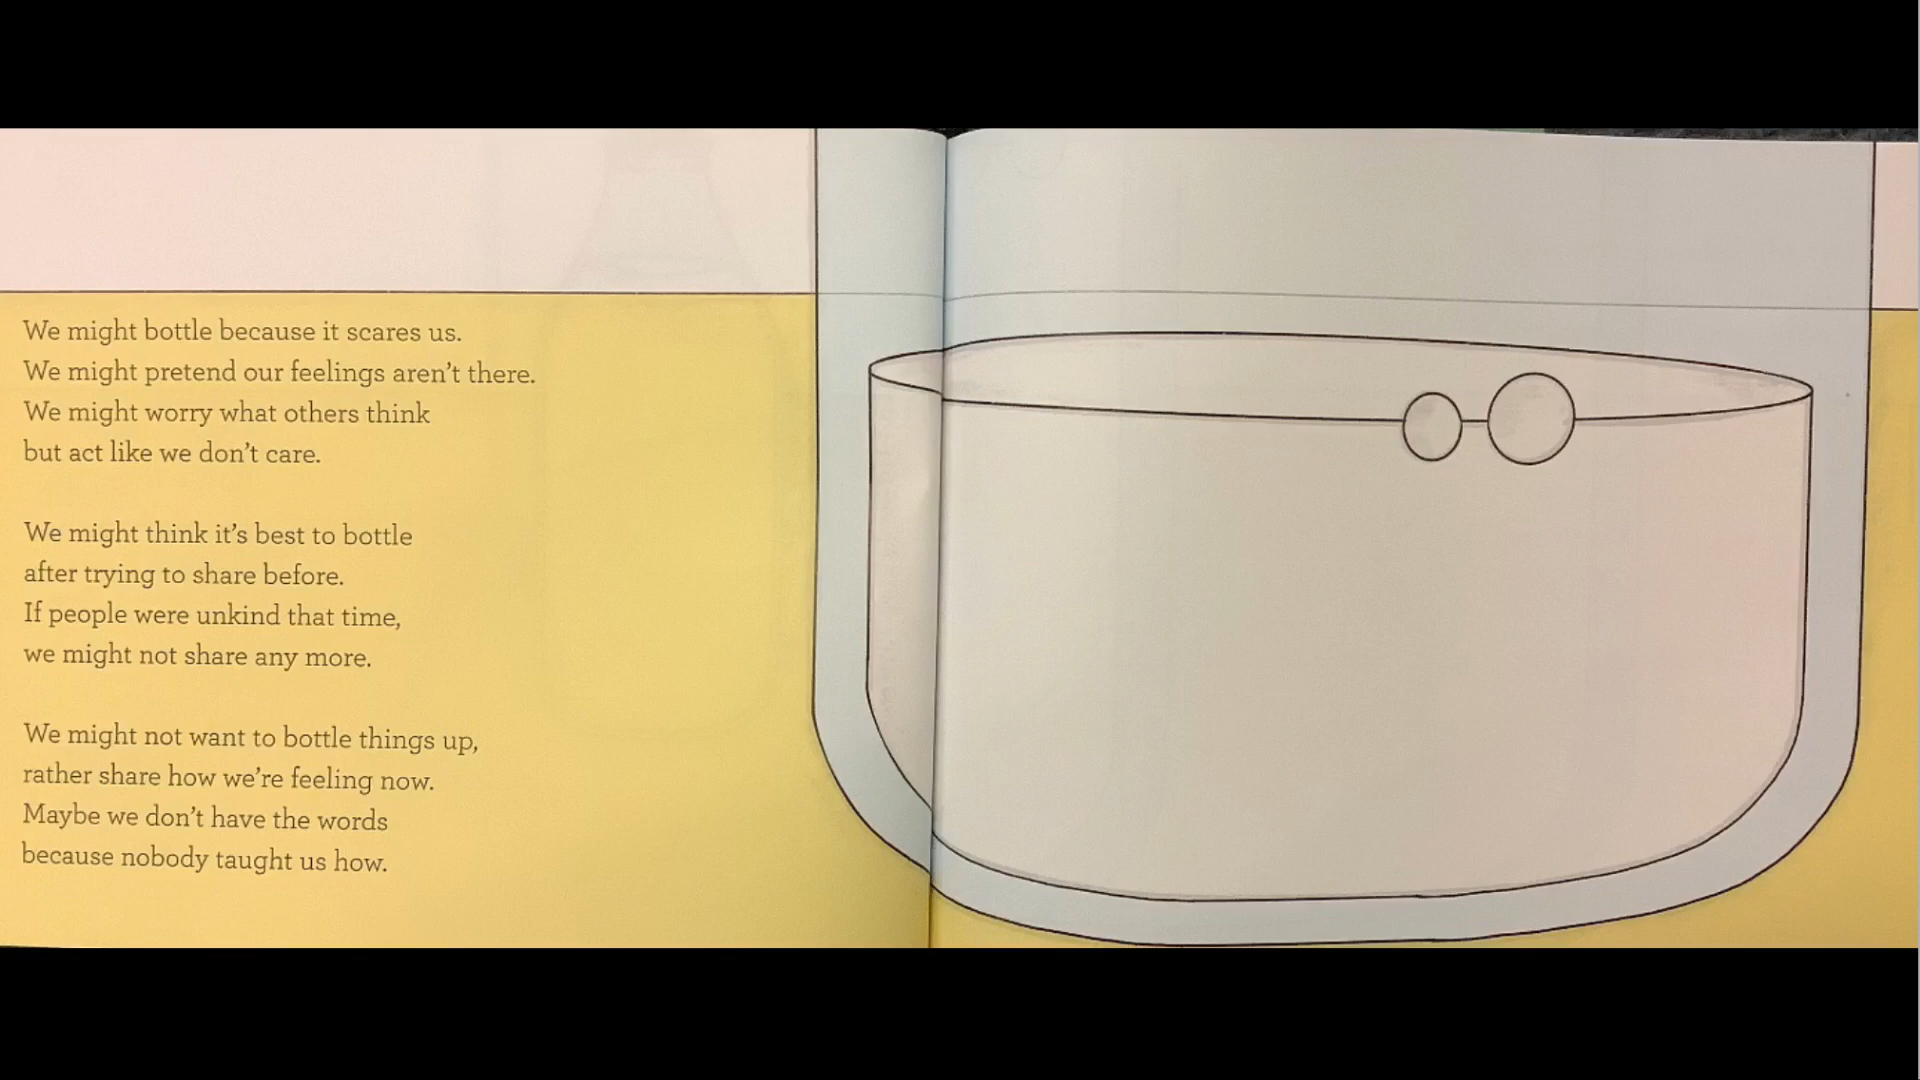 We might bottle because it scares us.
We might pretend our feelings aren't there.
We might worry what others think
but act like we don't care.
We might think it's best to bottle
after trying to share before.
If people were unkind that time,
we might not share any more.
We might not want to bottle things up,
rather share how we're feeling now.
Maybe we don't have the words
because nobody taught us how.